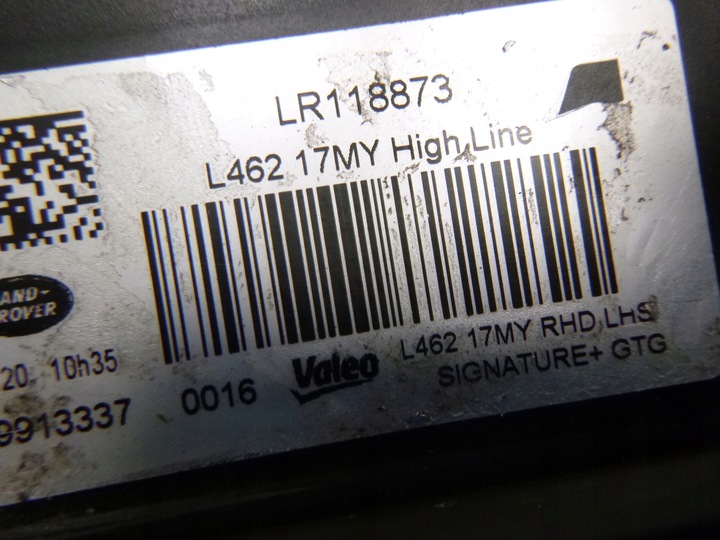 LR118873
L462 17MY High Line
LAND-
ROVER
20 10h35
9913337
0016
Valeo
L462 17MY RHD LHS
SIGNATURE+ GTG